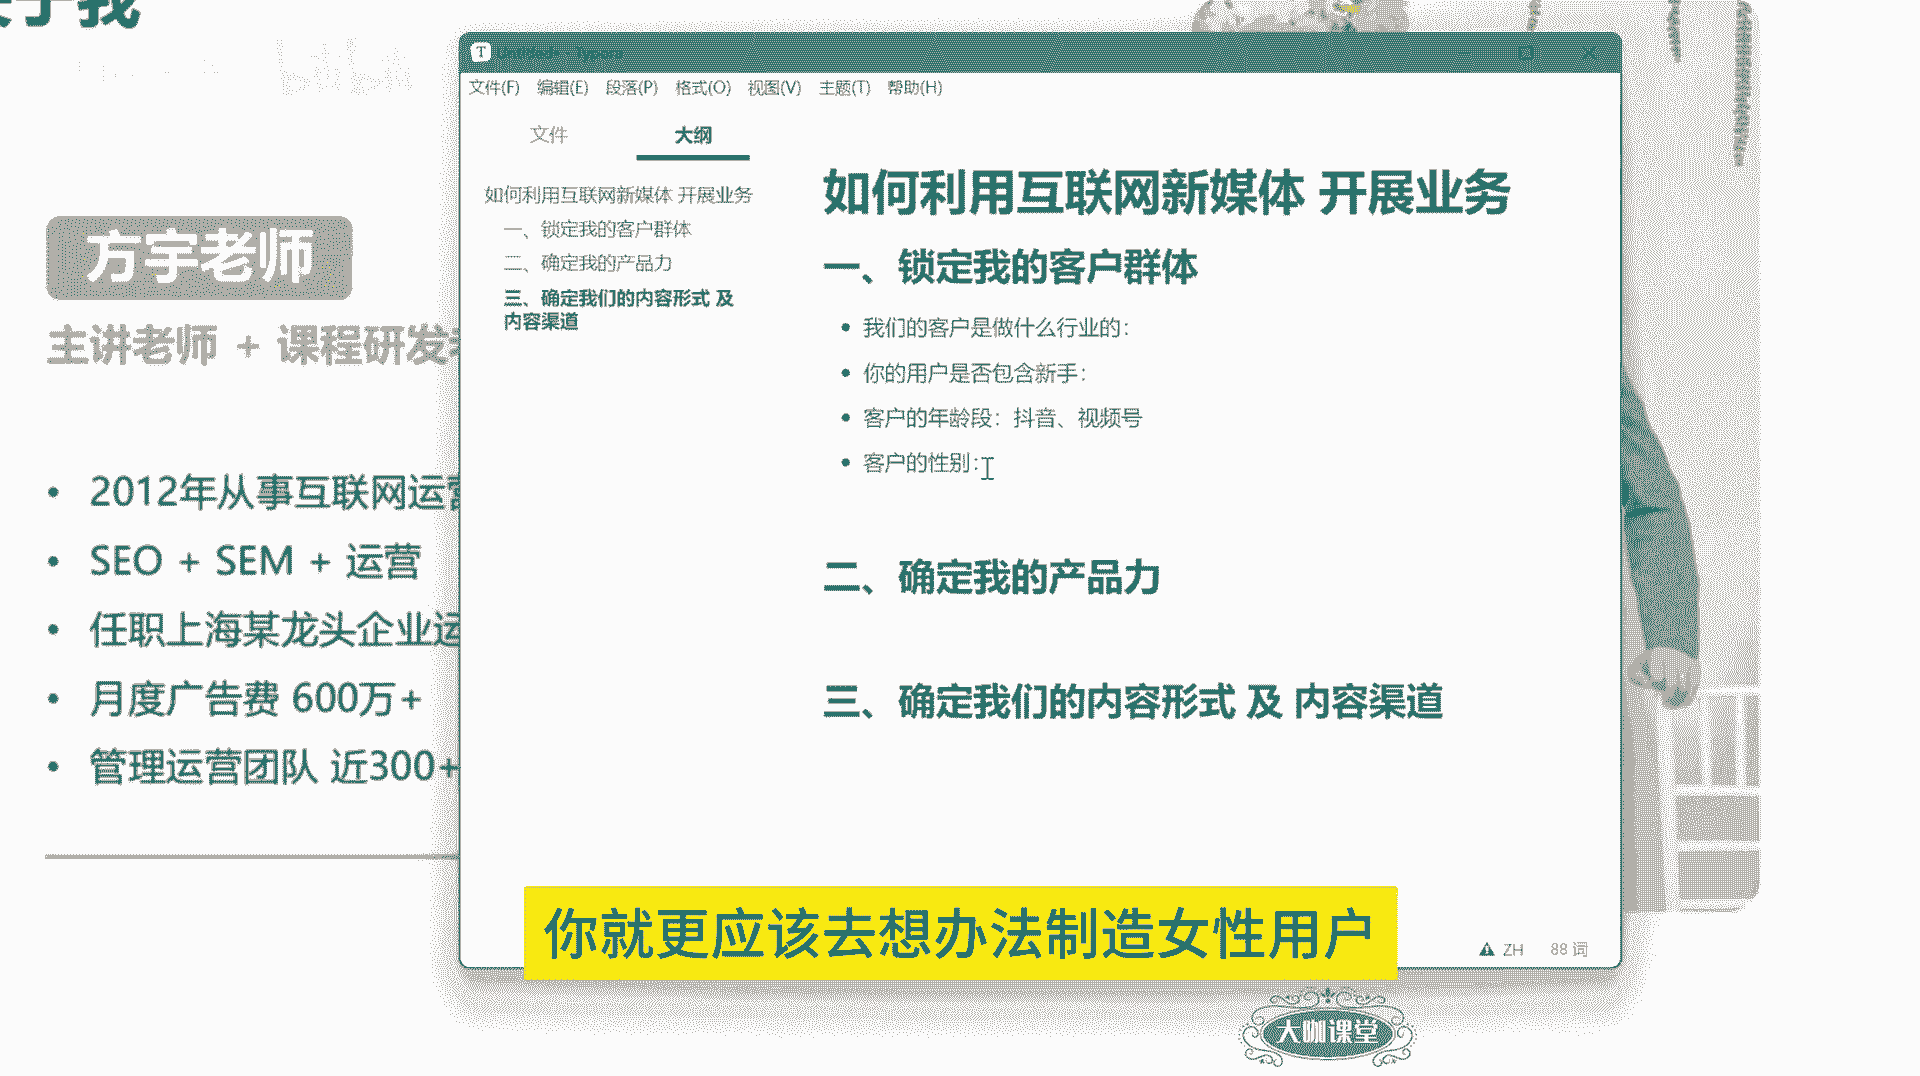 于我
bilibili
方宇老师
主讲老师 + 课程研发
• 2012年从事互联网运营
• SEO + SEM + 运营
• 任职上海某龙头企业运
• 月度广告费 600万+
• 管理运营团队 近300+
Untitled - Typora
文件(F) 编辑(E) 段落(P) 格式(O) 视图(V) 主题(T) 帮助(H)
文件 大纲
如何利用互联网新媒体 开展业务
一、锁定我的客户群体
二、确定我的产品力
三、确定我们的内容形式 及
内容渠道
如何利用互联网新媒体 开展业务
一、锁定我的客户群体
• 我们的客户是做什么行业的：
• 你的用户是否包含新手：
• 客户的年龄段：抖音、视频号
• 客户的性别：
二、确定我的产品力
三、确定我们的内容形式 及 内容渠道
ZH 88 词
你就更应该去想办法制造女性用户
大咖课堂